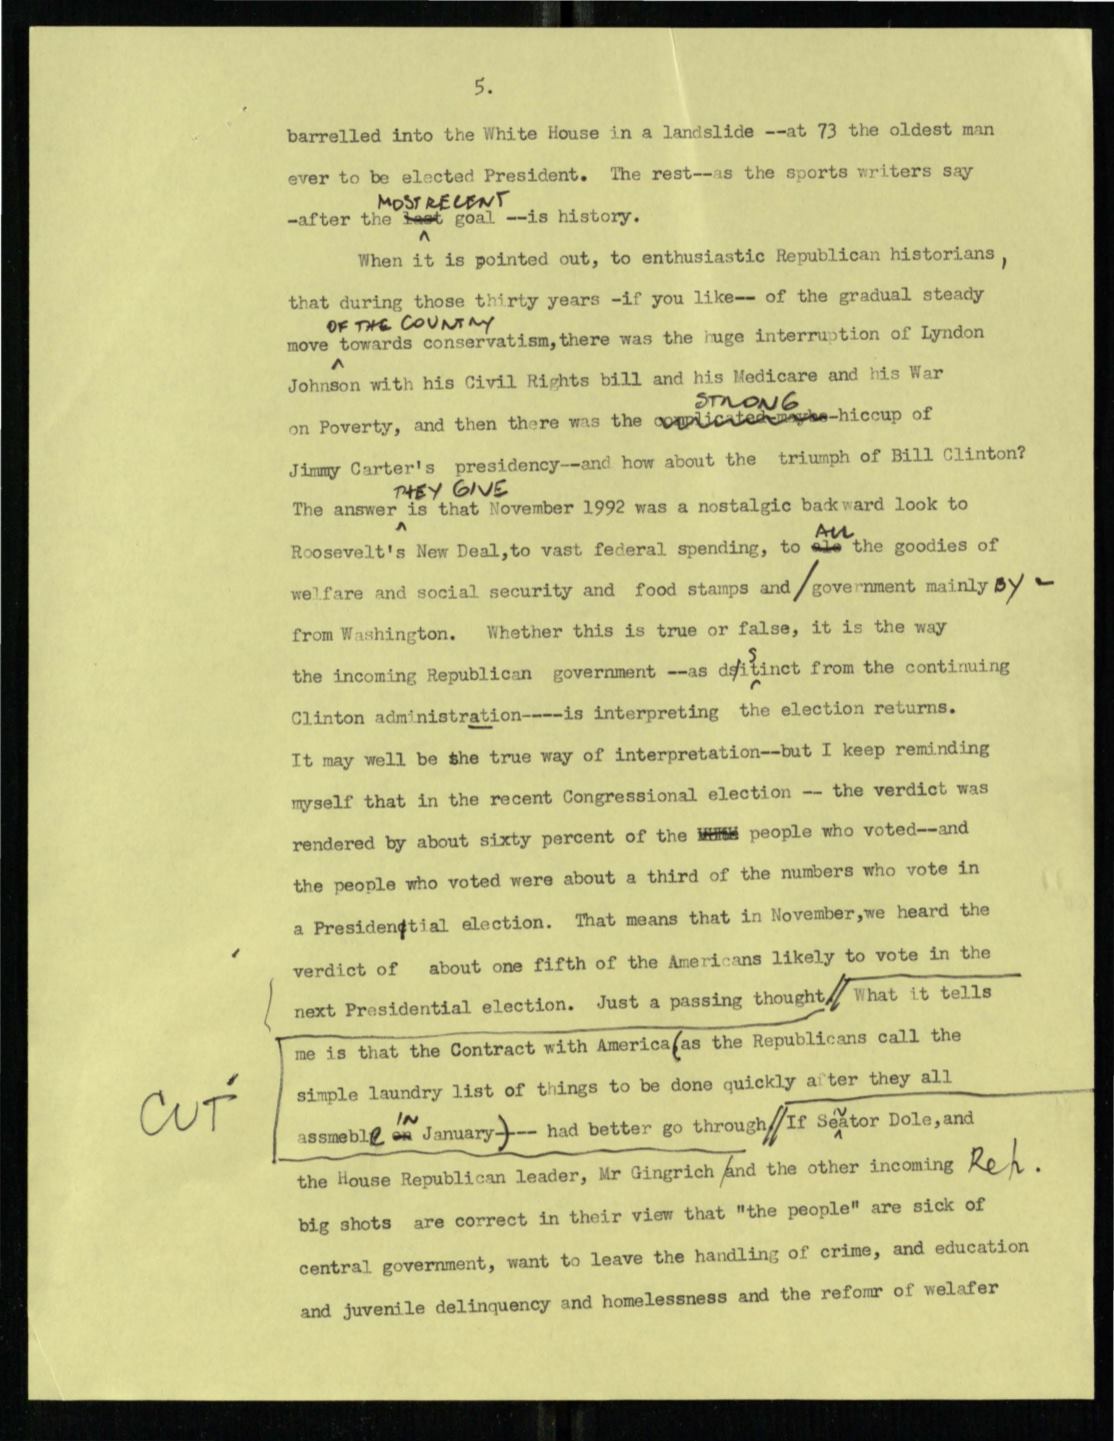 5.
barrelled into the White House in a landslide --at 73 the oldest man
ever to be elected President. The rest--as the sports writers say
MOST RECENT
-after the last goal --is history.
When it is pointed out, to enthusiastic Republican historians,
that during those thirty years -if you like-- of the gradual steady
OF THE COUNTRY
move towards conservatism,there was the huge interruption of Lyndon
Johnson with his Civil Rights bill and his Medicare and his War
STRONG
on Poverty, and then there was the complicated maybe-hiccup of
Jimmy Carter's presidency--and how about the triumph of Bill Clinton?
THEY GIVE
The answer is that November 1992 was a nostalgic backward look to
ALL
Roosevelt's New Deal,to vast federal spending, to ale the goodies of
welfare and social security and food stamps and/government mainly BY -
from Washington. Whether this is true or false, it is the way
S
the incoming Republican government --as ds/itinct from the continuing
Clinton administration----is interpreting the election returns.
It may well be the true way of interpretation--but I keep reminding
myself that in the recent Congressional election -- the verdict was
rendered by about sixty percent of the people who voted--and
the people who voted were about a third of the numbers who vote in
a Presidential election. That means that in November,we heard the
verdict of about one fifth of the Americans likely to vote in the
next Presidential election. Just a passing thought// What it tells
me is that the Contract with America(as the Republicans call the
simple laundry list of things to be done quickly after they all
CUT
IN
assmeble on January)-- had better go through//If Seator Dole,and
the House Republican leader, Mr Gingrich/and the other incoming Rep.
big shots are correct in their view that "the people" are sick of
central government, want to leave the handling of crime, and education
and juvenile delinquency and homelessness and the refomr of welafer